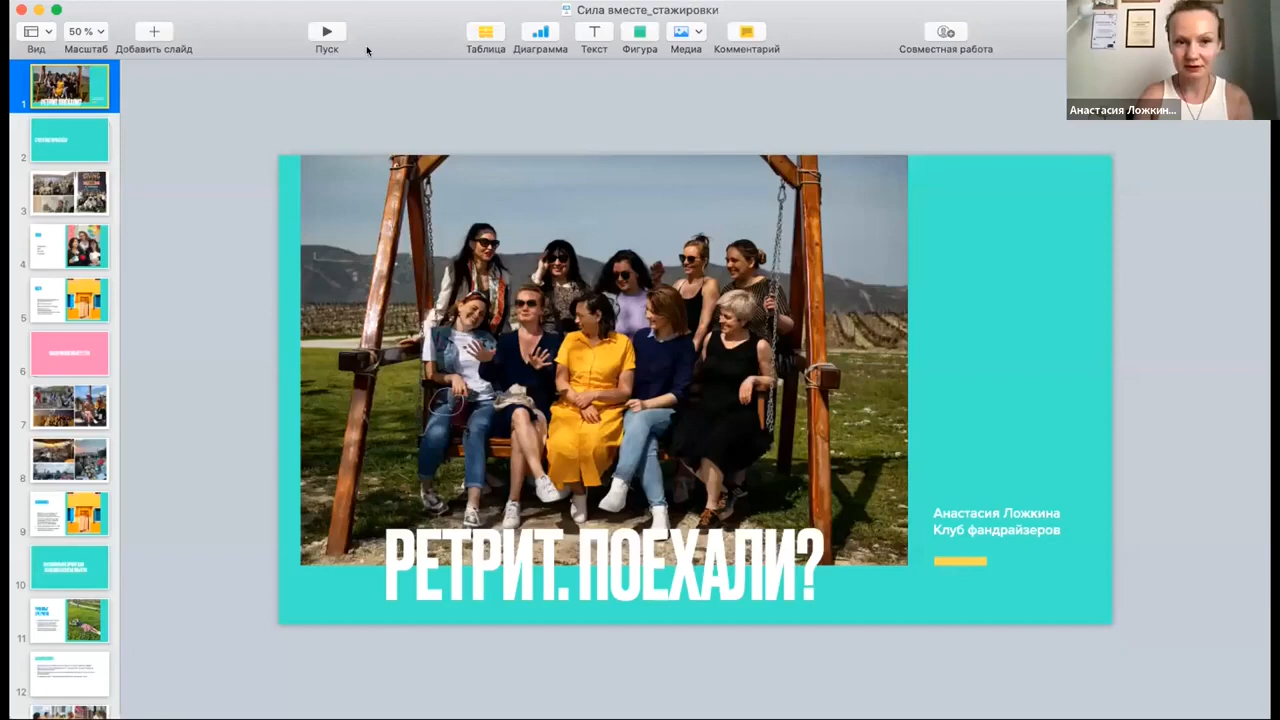 Сила вместе_стажировки
50 %
Вид
Масштаб
Добавить слайд
Пуск
Таблица
Диаграмма
Текст
Фигура
Медиа
Комментарий
Совместная работа
Анастасия Ложкин...
1
2
3
4
5
6
7
8
9
10
11
12
Анастасия Ложкина
Клуб фандрайзеров
РЕТРИТ. ПОЕХАЛИ?